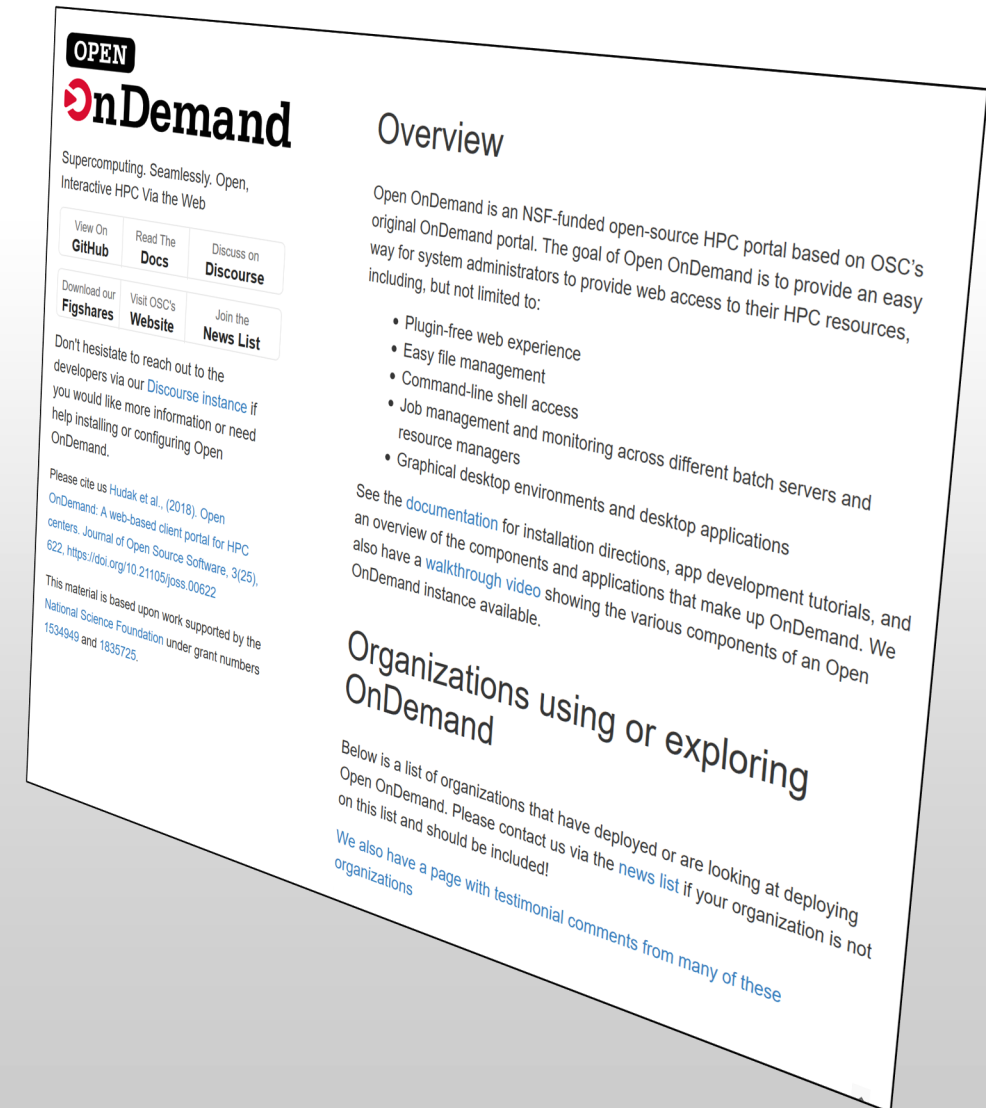 OPEN
OnDemand
Supercomputing. Seamlessly. Open,
Interactive HPC Via the Web
View On
GitHub
Read The
Docs
Discuss on
Discourse
Download our
Figshares
Visit OSC's
Website
Join the
News List
Don't hesistate to reach out to the
developers via our Discourse instance if
you would like more information or need
help installing or configuring Open
OnDemand.
Please cite us Hudak et al., (2018). Open
OnDemand: A web-based client portal for HPC
centers. Journal of Open Source Software, 3(25),
622, https://doi.org/10.21105/joss.00622
This material is based upon work supported by the
National Science Foundation under grant numbers
1534949 and 1835725.
Overview
Open OnDemand is an NSF-funded open-source HPC portal based on OSC's
original OnDemand portal. The goal of Open OnDemand is to provide an easy
way for system administrators to provide web access to their HPC resources,
including, but not limited to:
• Plugin-free web experience
• Easy file management
• Command-line shell access
• Job management and monitoring across different batch servers and
resource managers
• Graphical desktop environments and desktop applications
See the documentation for installation directions, app development tutorials, and
an overview of the components and applications that make up OnDemand. We
also have a walkthrough video showing the various components of an Open
OnDemand instance available.
Organizations using or exploring
OnDemand
Below is a list of organizations that have deployed or are looking at deploying
Open OnDemand. Please contact us via the news list if your organization is not
on this list and should be included!
We also have a page with testimonial comments from many of these
organizations